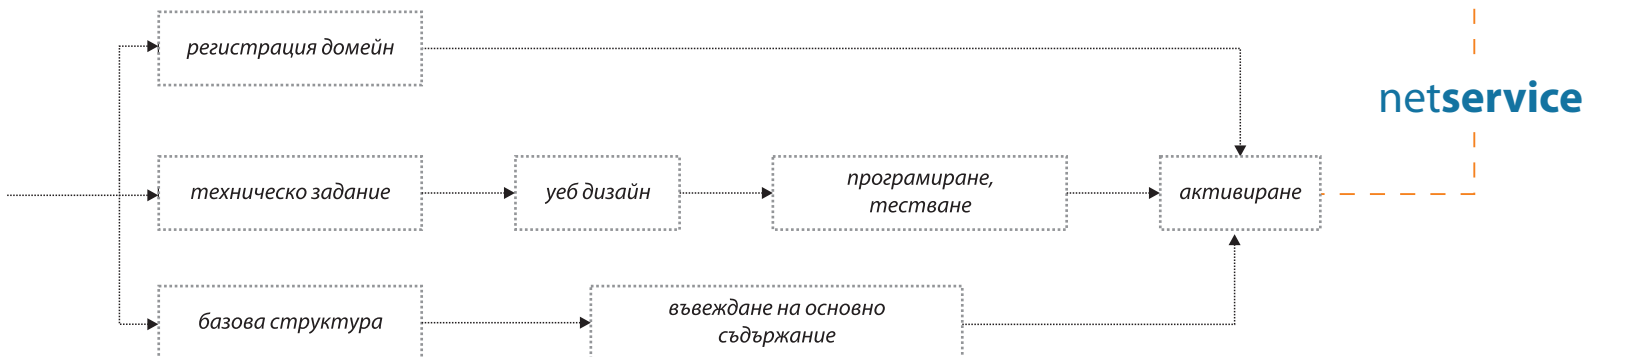 регистрация домейн
netservice
техническо задание
уеб дизайн
програмиране,
тестване
активиране
базова структура
въвеждане на основно
съдържание